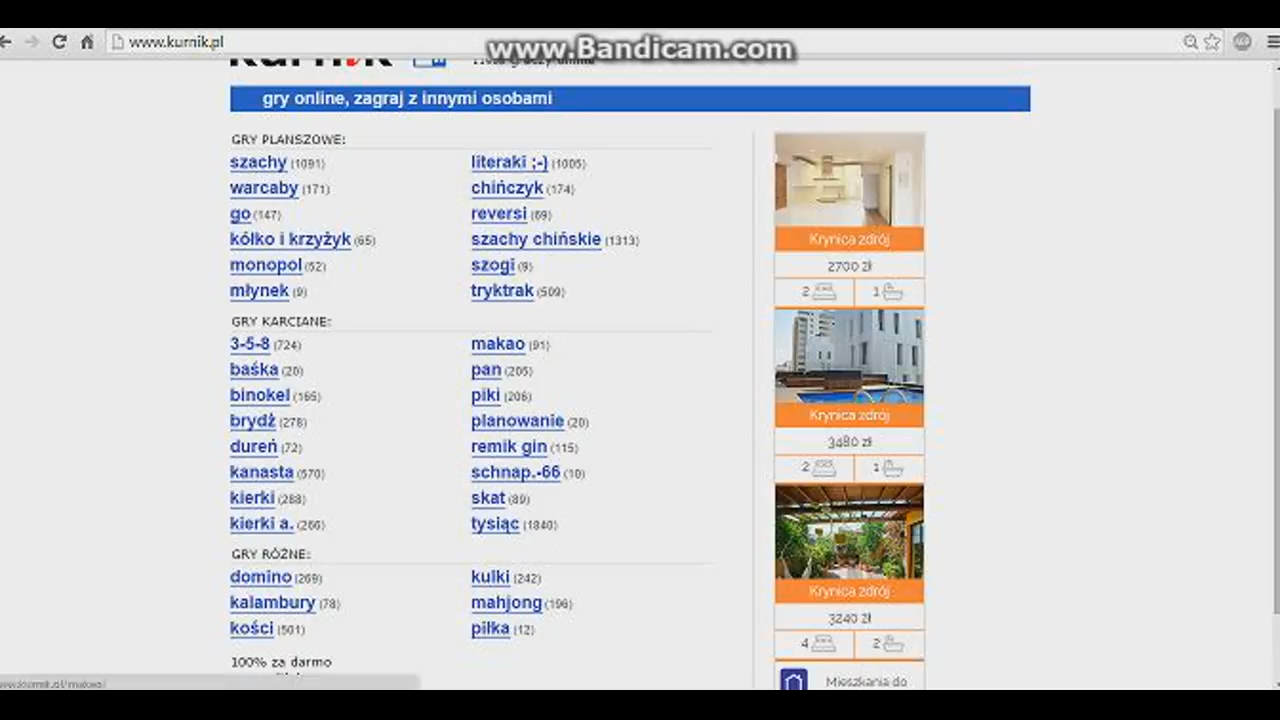 www.kurnik.pl
www.Bandicam.com
kurnik
gry online, zagraj z innymi osobami
GRY PLANSZOWE:
szachy (1091)
literaki ;-) (1005)
warcaby (171)
chińczyk (174)
go (147)
reversi (69)
kółko i krzyżyk (65)
szachy chińskie (1313)
monopol (52)
szogi (9)
młynek (9)
tryktrak (509)
GRY KARCIANE:
3-5-8 (724)
makao (91)
baśka (20)
pan (205)
binokel (165)
piki (206)
brydż (278)
planowanie (20)
dureń (72)
remik gin (115)
kanasta (570)
schnap.-66 (10)
kierki (288)
skat (89)
kierki a. (266)
tysiąc (1840)
GRY RÓŻNE:
domino (269)
kulki (242)
kalambury (78)
mahjong (196)
kości (501)
piłka (12)
100% za darmo
www.kurnik.pl/makao/
Krynica zdrój
2700 zł
2 1
Krynica zdrój
3480 zł
2 1
Krynica zdrój
3240 zł
4 2
Mieszkania do